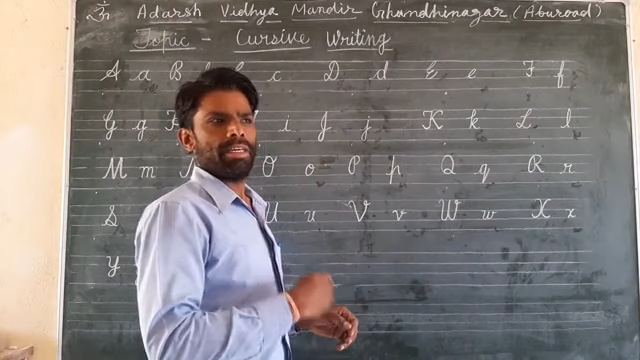 ॐ Adarsh Vidhya Mandir Ghandhinagar (Aburoad)
Topic - Cursive Writing
A a B c D d E e F f
G g i J j K k L l
M m O o P p Q q R r
S U u V v W w X x
Y